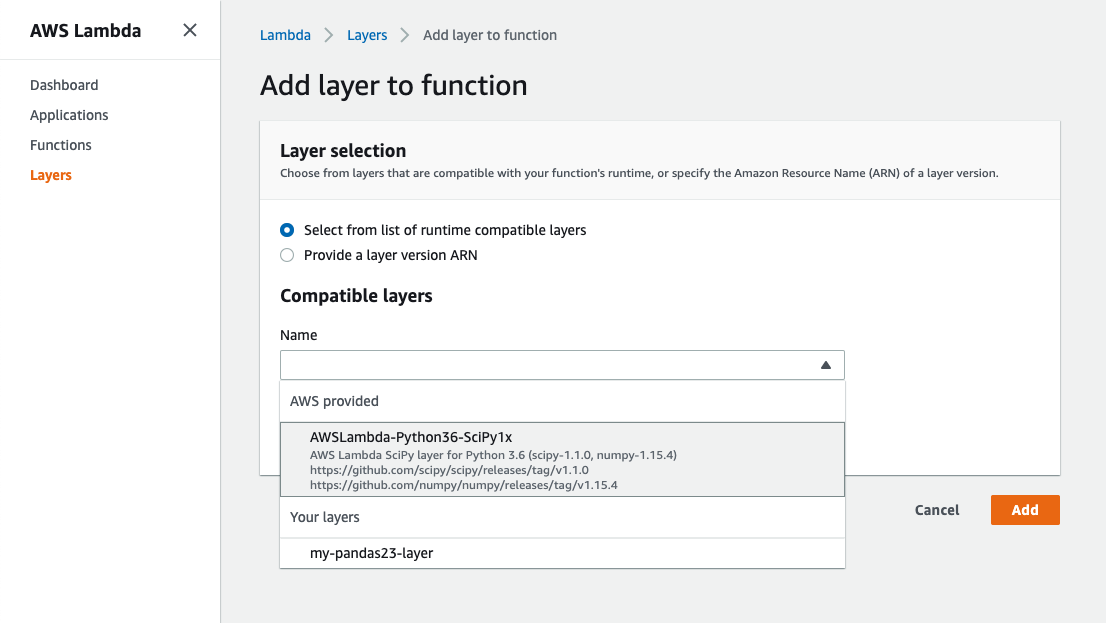 AWS Lambda
Dashboard
Applications
Functions
Layers
Lambda > Layers > Add layer to function
Add layer to function
Layer selection
Choose from layers that are compatible with your function's runtime, or specify the Amazon Resource Name (ARN) of a layer version.
Select from list of runtime compatible layers
Provide a layer version ARN
Compatible layers
Name
AWS provided
AWSLambda-Python36-SciPy1x
AWS Lambda SciPy layer for Python 3.6 (scipy-1.1.0, numpy-1.15.4)
https://github.com/scipy/scipy/releases/tag/v1.1.0
https://github.com/numpy/numpy/releases/tag/v1.15.4
Your layers
my-pandas23-layer
Cancel
Add